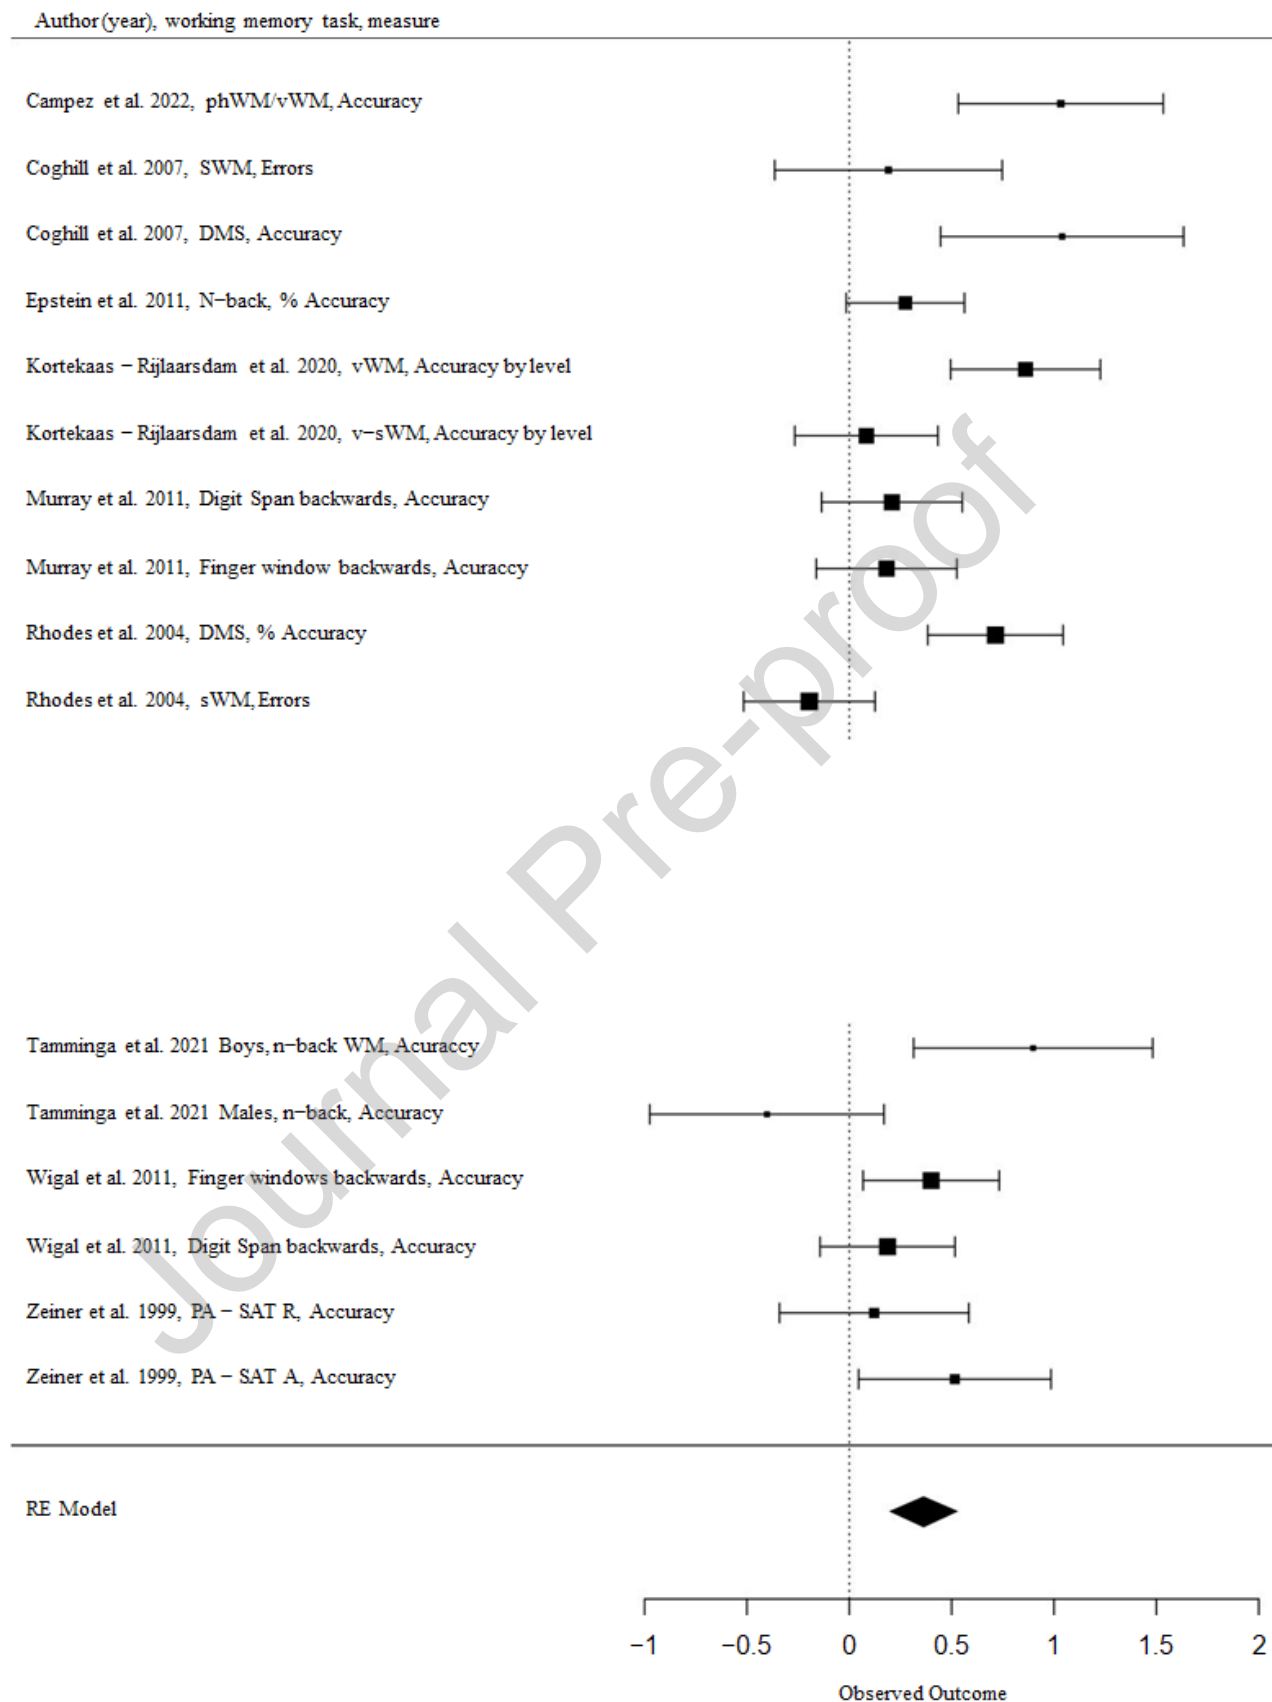 Author (year), working memory task, measure
Campez et al. 2022, phWM/vWM, Accuracy
Coghill et al. 2007, SWM, Errors
Coghill et al. 2007, DMS, Accuracy
Epstein et al. 2011, N−back, % Accuracy
Kortekaas − Rijlaarsdam et al. 2020, vWM, Accuracy by level
Kortekaas − Rijlaarsdam et al. 2020, v−sWM, Accuracy by level
Murray et al. 2011, Digit Span backwards, Accuracy
Murray et al. 2011, Finger window backwards, Acuraccy
Rhodes et al. 2004, DMS, % Accuracy
Rhodes et al. 2004, sWM, Errors
Journal Pre-proof
Tamminga et al. 2021 Boys, n−back WM, Acuraccy
Tamminga et al. 2021 Males, n−back, Accuracy
Wigal et al. 2011, Finger windows backwards, Accuracy
Wigal et al. 2011, Digit Span backwards, Accuracy
Zeiner et al. 1999, PA − SAT R, Accuracy
Zeiner et al. 1999, PA − SAT A, Accuracy
RE Model
−1 −0.5 0 0.5 1 1.5 2
Observed Outcome